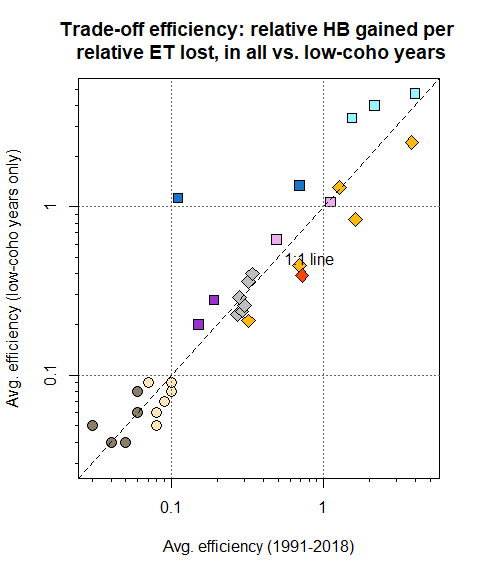 Trade-off efficiency: relative HB gained per
relative ET lost, in all vs. low-coho years
Avg. efficiency (low-coho years only)
1
0.1
1:1 line
0.1
1
Avg. efficiency (1991-2018)